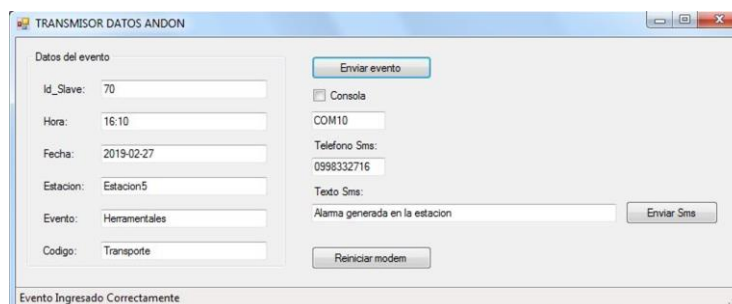 TRANSMISOR DATOS ANDON
Datos del evento
Id_Slave: 70
Hora: 16:10
Fecha: 2019-02-27
Estacion: Estacion5
Evento: Herramentales
Codigo: Transporte
Enviar evento
Consola
COM10
Telefono Sms:
0998332716
Texto Sms:
Alarma generada en la estacion
Enviar Sms
Reiniciar modem
Evento Ingresado Correctamente